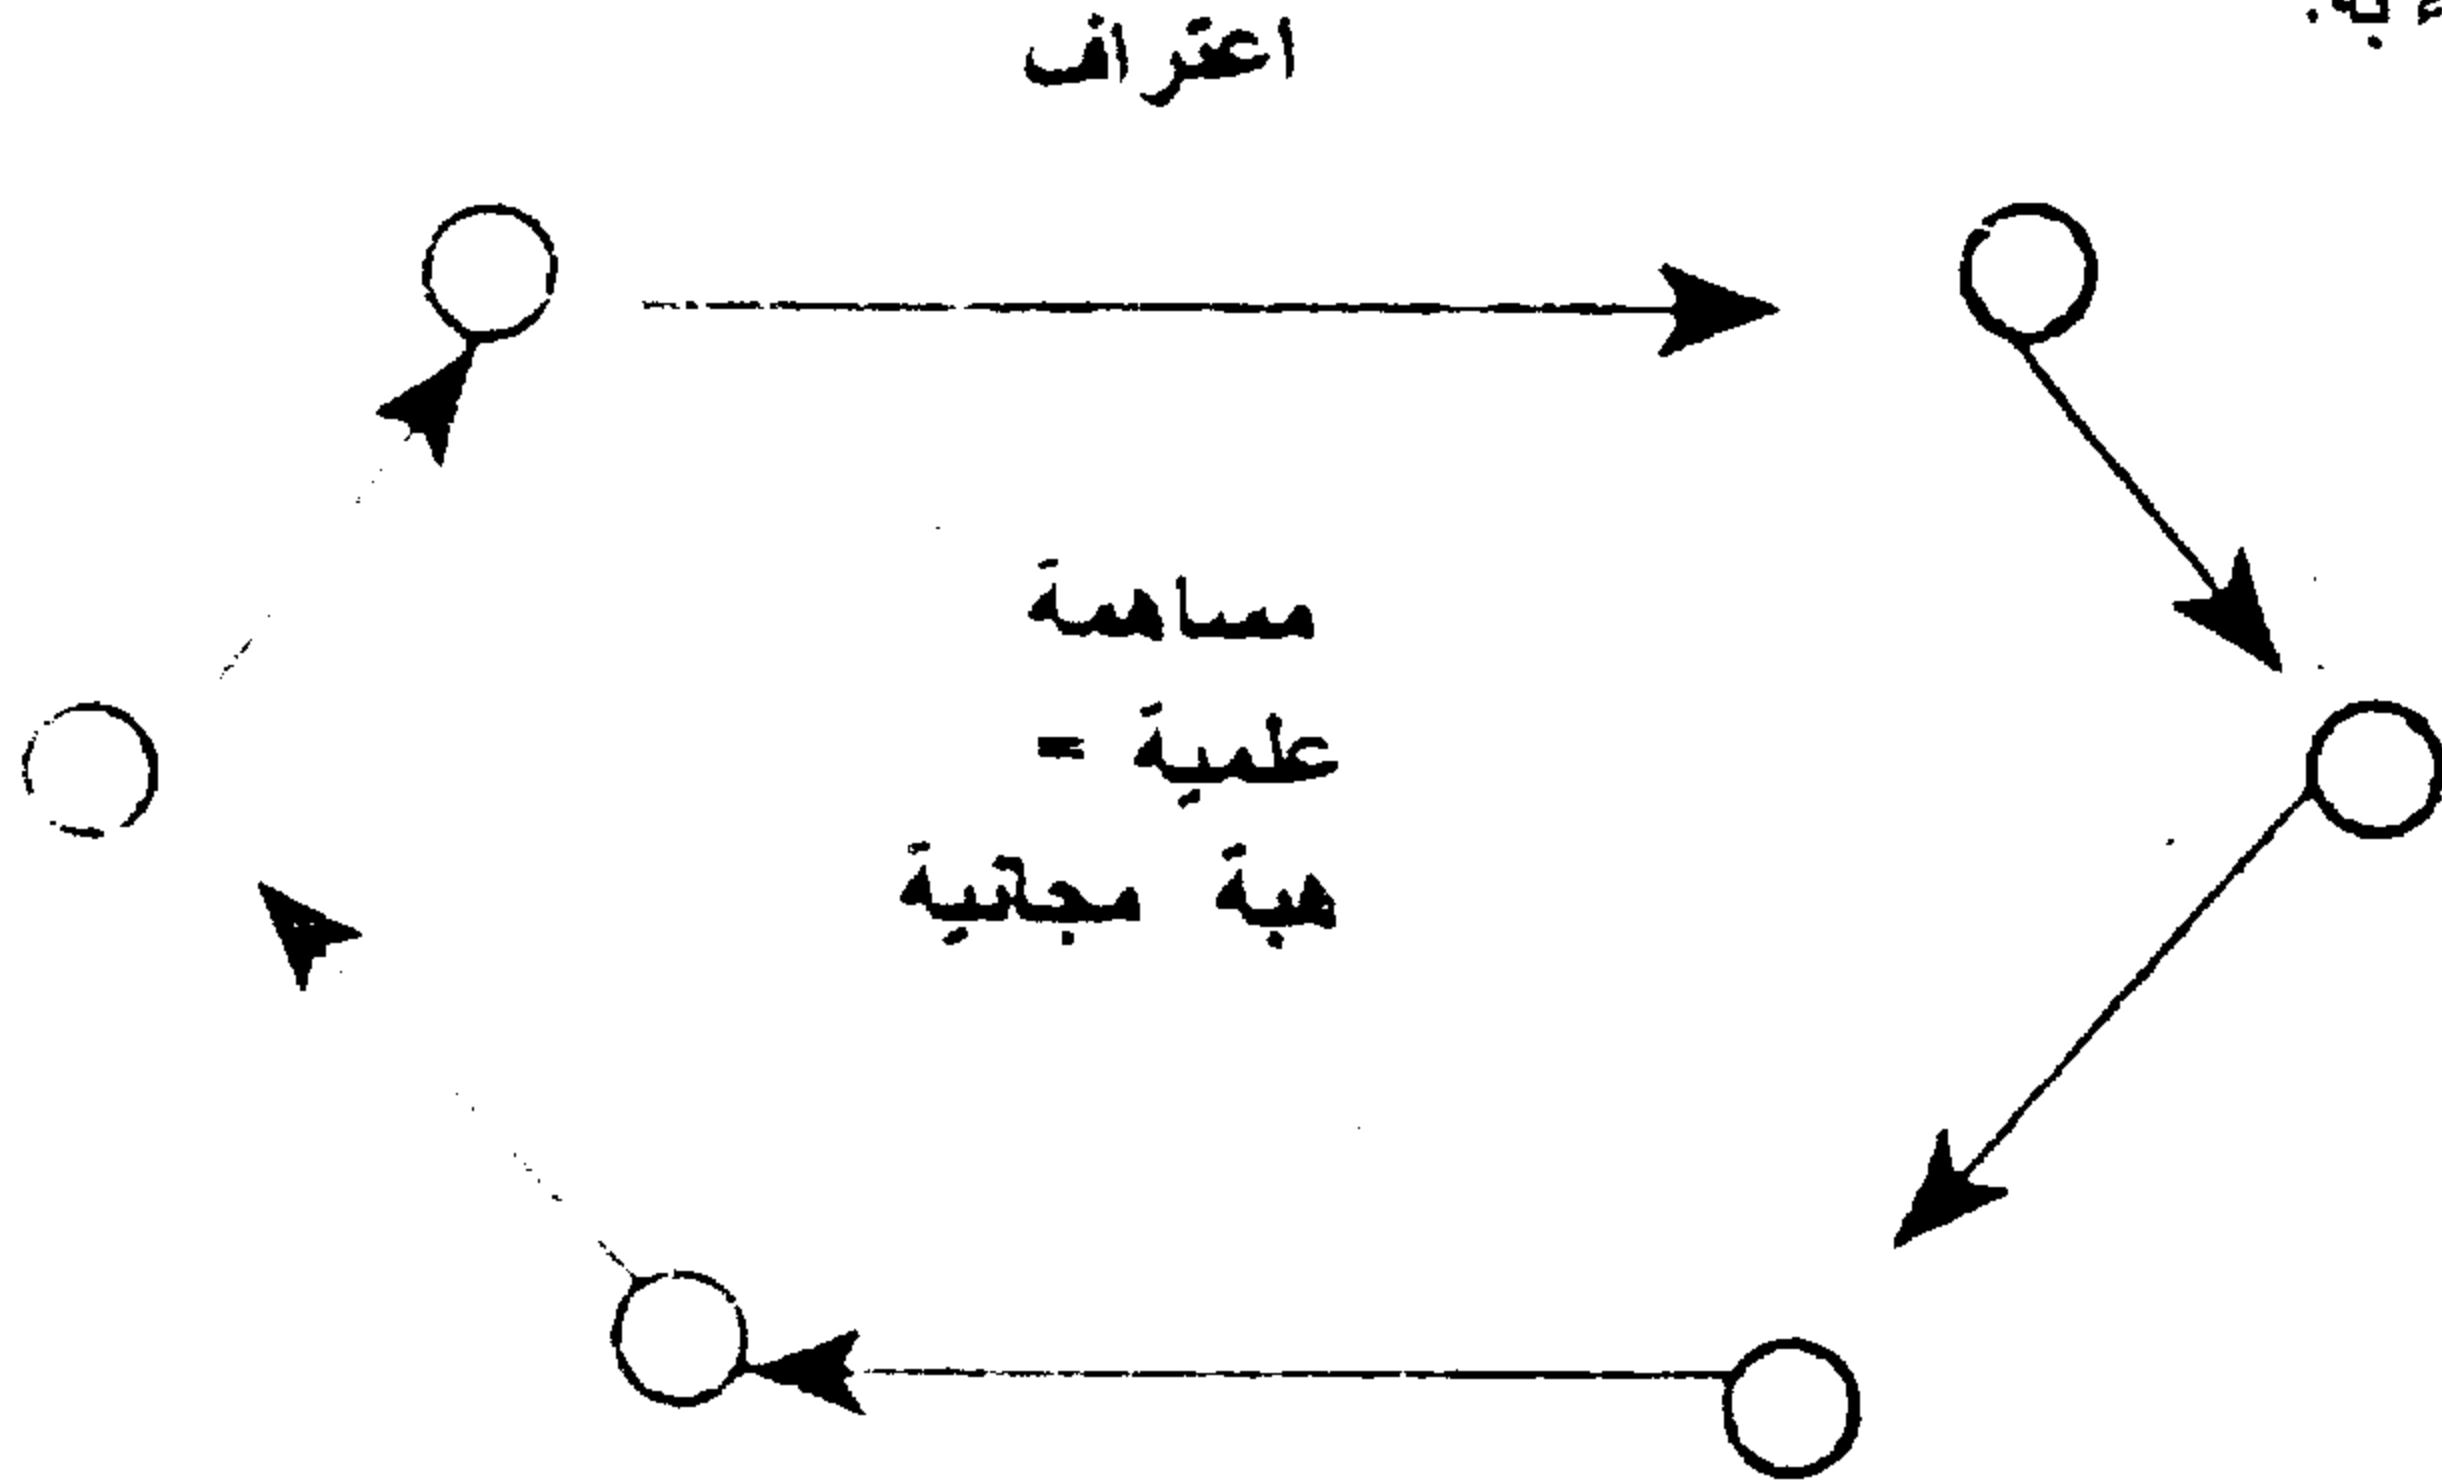 اعتراف
مساهمة
علمية =
هبة مجانية